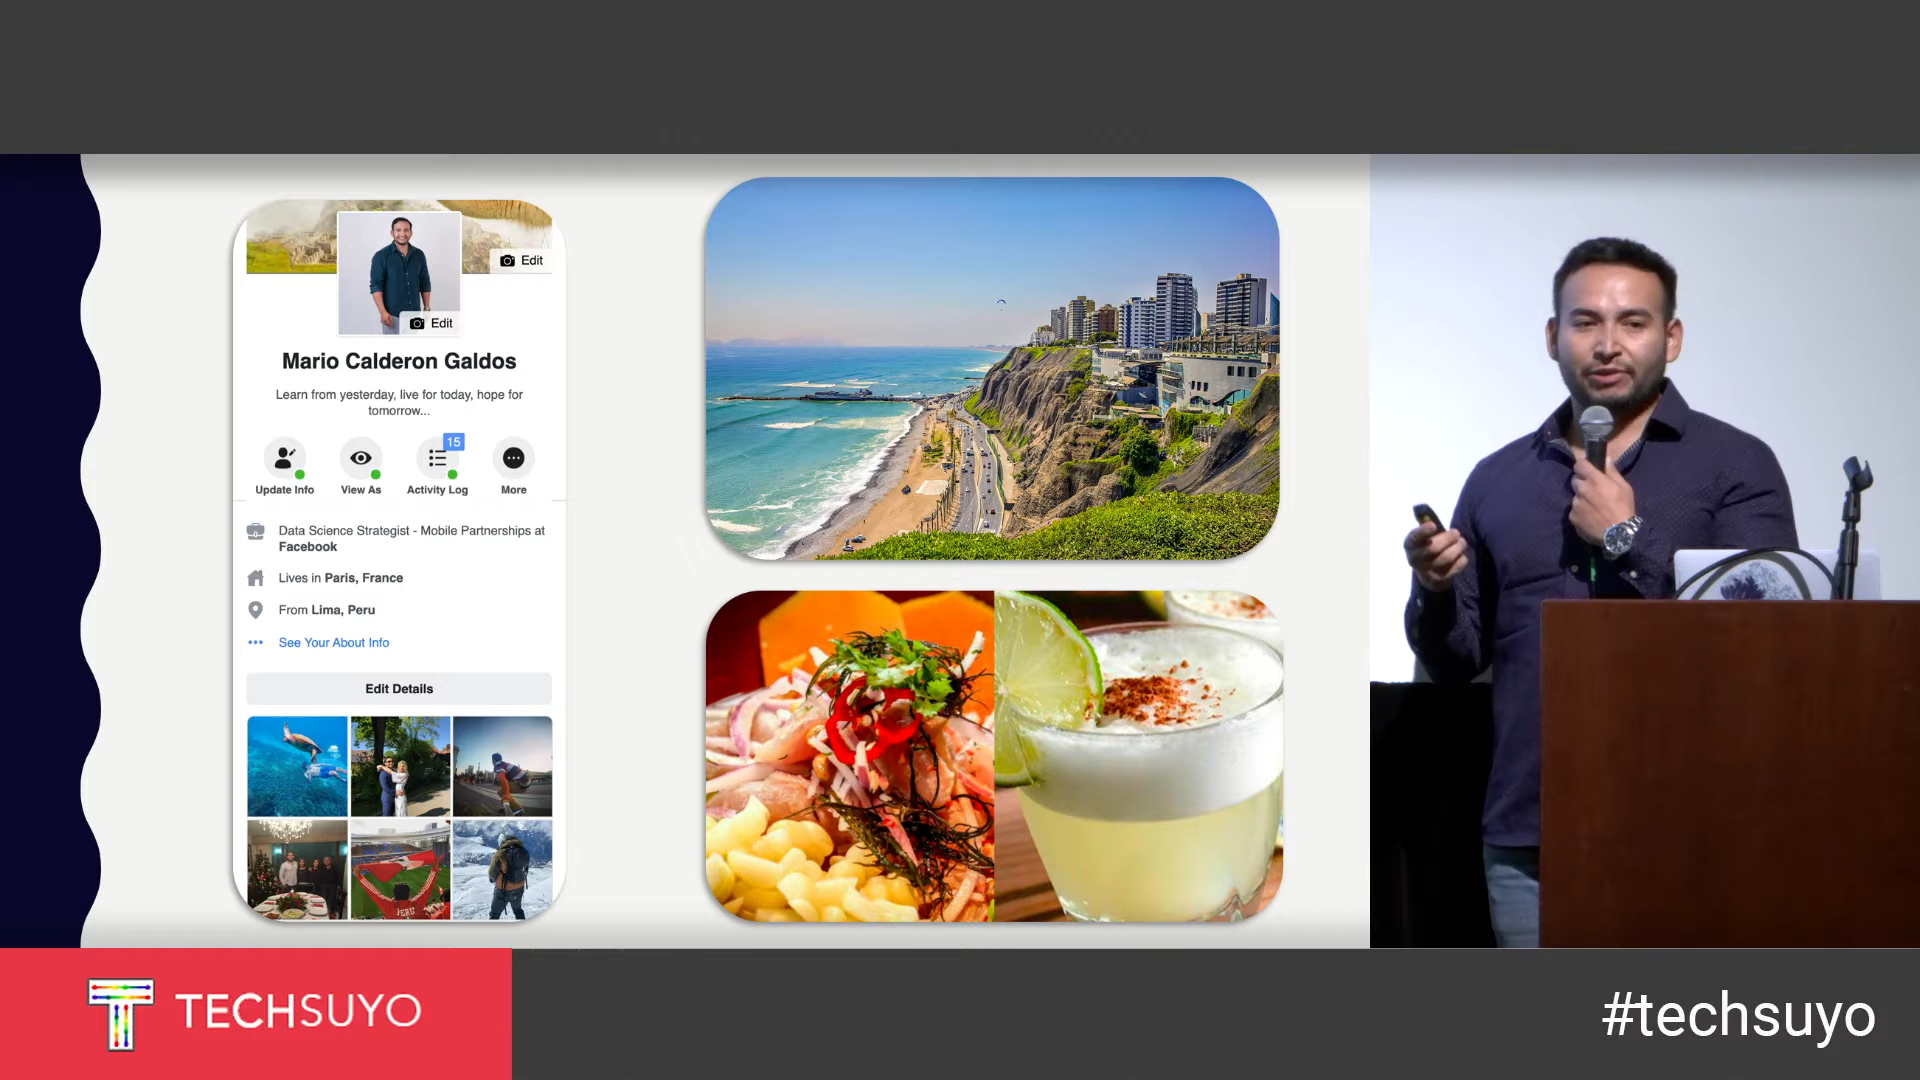 Edit
Edit
Mario Calderon Galdos
Learn from yesterday, live for today, hope for
tomorrow...
15
Update Info
View As
Activity Log
More
Data Science Strategist - Mobile Partnerships at
Facebook
Lives in Paris, France
From Lima, Peru
See Your About Info
Edit Details
PERU
TECHSUYO
#techsuyo